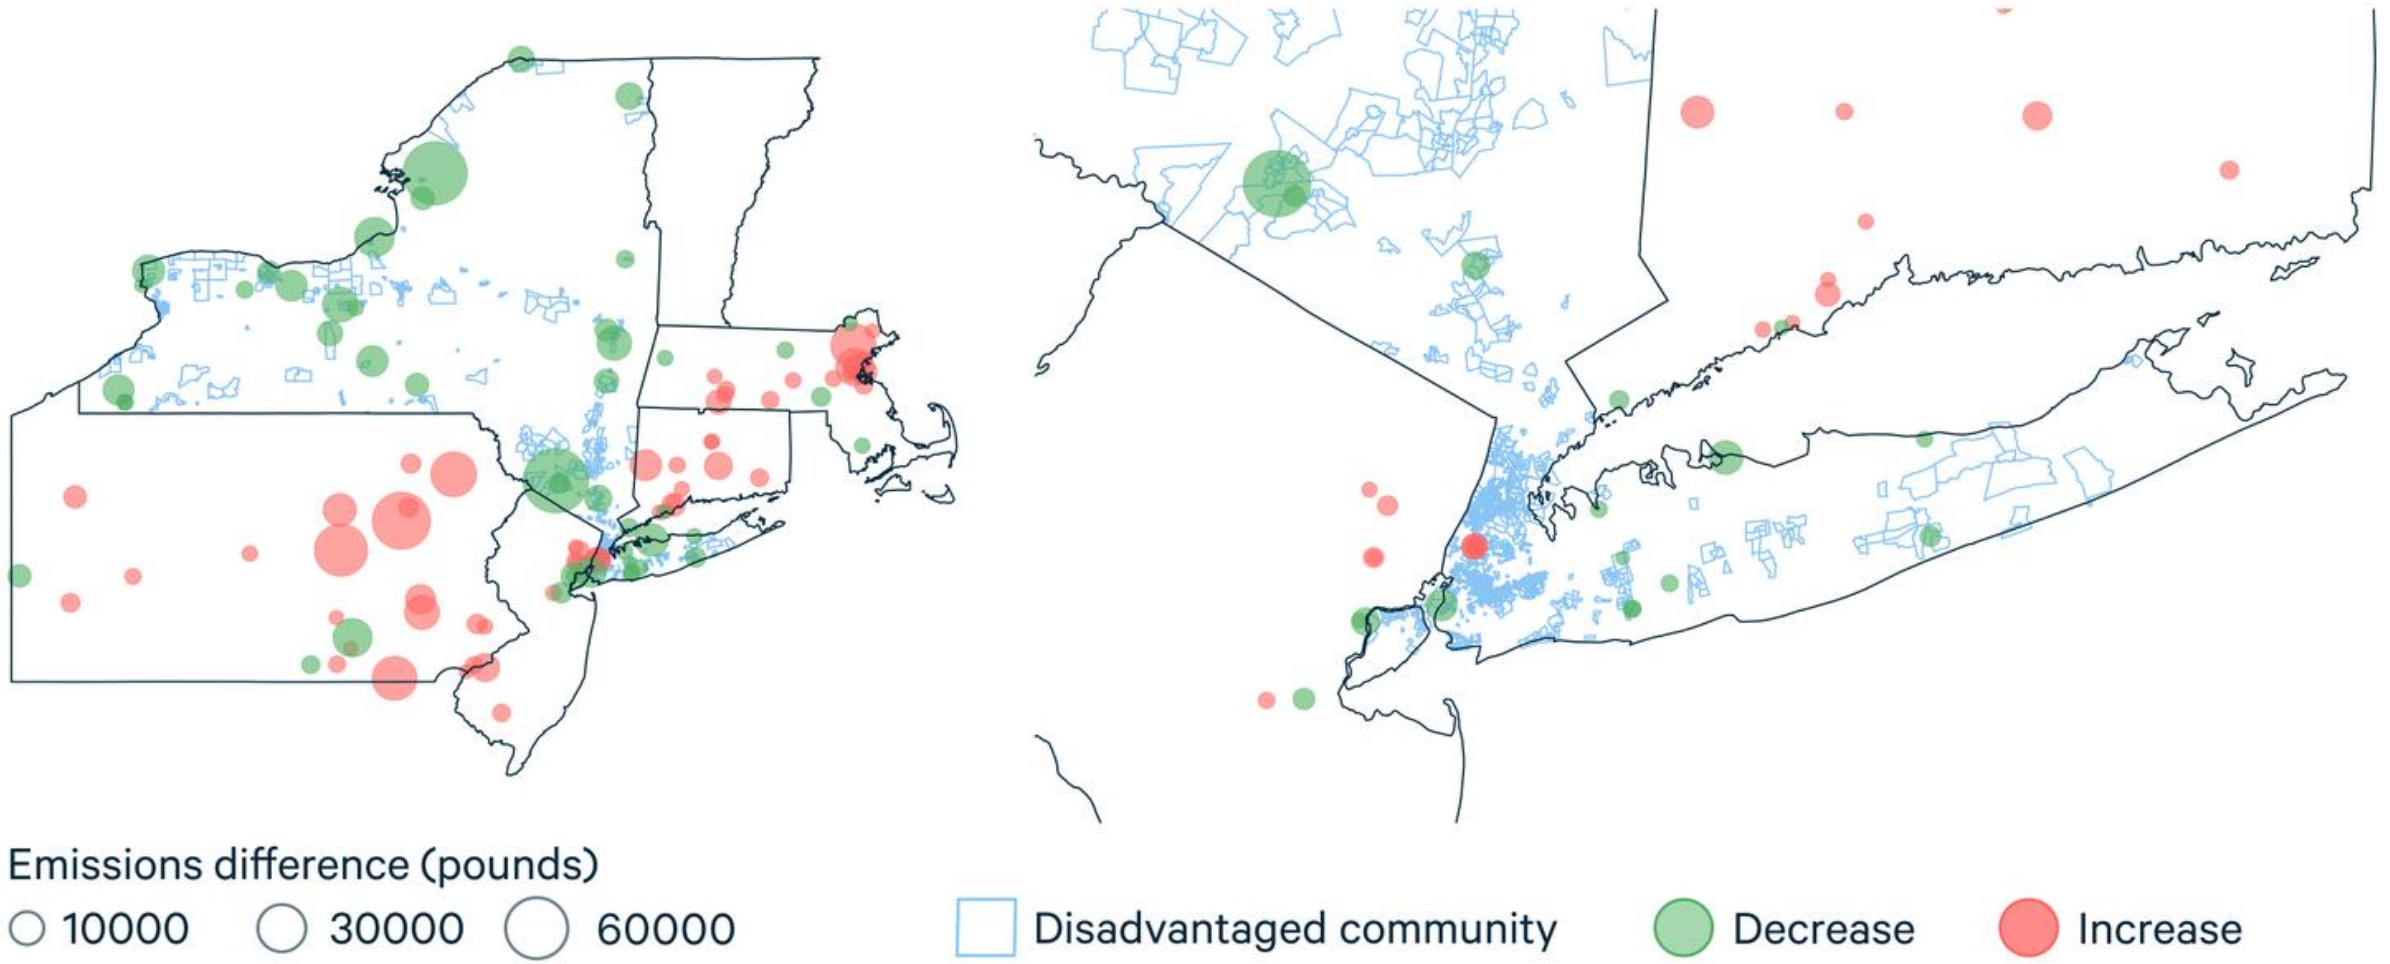 Emissions difference (pounds)
10000 30000 60000 Disadvantaged community Decrease Increase